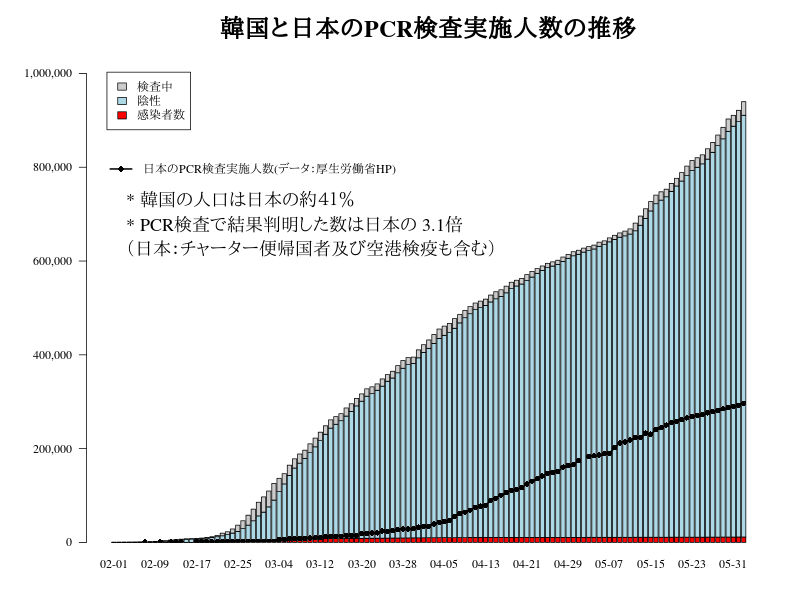 韓国と日本のPCR検査実施人数の推移
1,000,000
800,000
600,000
400,000
200,000
0
検査中
陰性
感染者数
日本のPCR検査実施人数(データ：厚生労働省HP)
* 韓国の人口は日本の約41%
* PCR検査で結果判明した数は日本の 3.1倍
（日本：チャーター便帰国者及び空港検疫も含む）
02-01 02-09 02-17 02-25 03-04 03-12 03-20 03-28 04-05 04-13 04-21 04-29 05-07 05-15 05-23 05-31